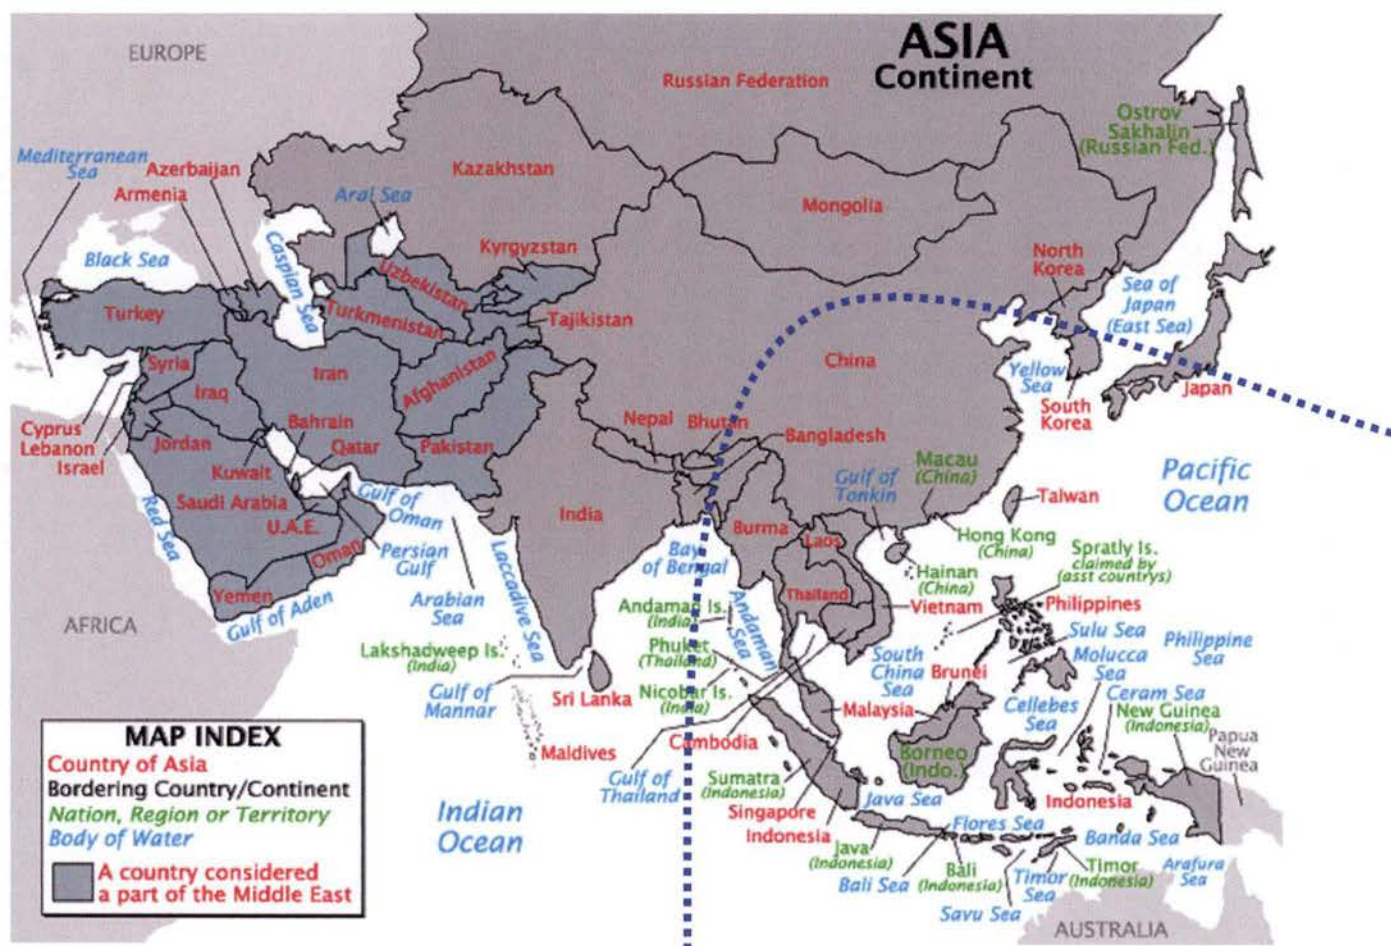 ASIA
Continent
EUROPE
Russian Federation
Ostrov
Sakhalin
(Russian Fed.)
Mediterranean
Sea
Azerbaijan
Armenia
Kazakhstan
Aral Sea
Mongolia
Black Sea
Caspian Sea
Kyrgyzstan
Uzbekistan
North
Korea
Sea of
Japan
(East Sea)
Turkey
Turkmenistan
Tajikistan
Syria
Iraq
Iran
Afghanistan
China
Yellow
Sea
South
Korea
Japan
Cyprus
Lebanon
Israel
Jordan
Bahrain
Qatar
Kuwait
Pakistan
Nepal
Bhutan
Bangladesh
Macau
(China)
Gulf of
Tonkin
Pacific
Ocean
Red Sea
Saudi Arabia
U.A.E.
Gulf of
Oman
Oman
Persian
Gulf
India
Burma
Laos
Taiwan
Hong Kong
(China)
Spratly Is.
claimed by
(asst countrys)
Bay
of Bengal
Laccadive Sea
Hainan
(China)
Yemen
Gulf of Aden
Arabian
Sea
Andaman Is.
(India)
Andaman
Sea
Thailand
Vietnam
Philippines
AFRICA
Lakshadweep Is.
(India)
Phuket
(Thailand)
South
China
Sea
Sulu Sea
Molucca
Sea
Philippine
Sea
Brunei
Gulf of
Mannar
Sri Lanka
Nicobar Is.
(India)
Malaysia
Cellebes
Sea
Ceram Sea
New Guinea
(Indonesia)
Papua
New
Guinea
Maldives
Cambodia
Gulf of
Thailand
Borneo
(Indo.)
Sumatra
(Indonesia)
Singapore
Indonesia
Java Sea
Indonesia
Indian
Ocean
Flores Sea
Banda Sea
Java
(Indonesia)
Bali Sea
Bali
(Indonesia)
Timor
Sea
Timor
(Indonesia)
Arafura
Sea
Savu Sea
AUSTRALIA
MAP INDEX
Country of Asia
Bordering Country/Continent
Nation, Region or Territory
Body of Water
A country considered
a part of the Middle East